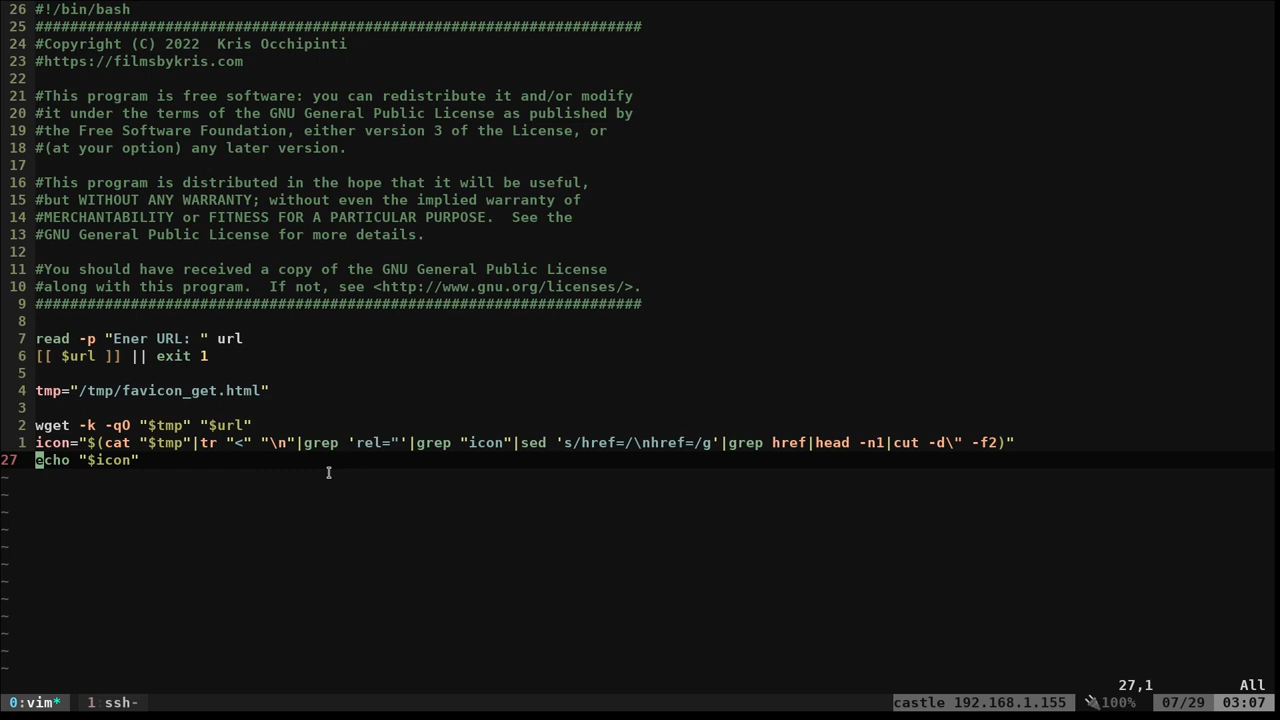 26 #!/bin/bash
25 ######################################################################
24 #Copyright (C) 2022  Kris Occhipinti
23 #https://filmsbykris.com
22
21 #This program is free software: you can redistribute it and/or modify
20 #it under the terms of the GNU General Public License as published by
19 #the Free Software Foundation, either version 3 of the License, or
18 #(at your option) any later version.
17
16 #This program is distributed in the hope that it will be useful,
15 #but WITHOUT ANY WARRANTY; without even the implied warranty of
14 #MERCHANTABILITY or FITNESS FOR A PARTICULAR PURPOSE.  See the
13 #GNU General Public License for more details.
12
11 #You should have received a copy of the GNU General Public License
10 #along with this program.  If not, see <http://www.gnu.org/licenses/>.
9 ######################################################################
8
7 read -p "Ener URL: " url
6 [[ $url ]] || exit 1
5
4 tmp="/tmp/favicon_get.html"
3
2 wget -k -qO "$tmp" "$url"
1 icon="$(cat "$tmp"|tr "<" "\n"|grep 'rel="'|grep "icon"|sed 's/href=/\nhref=/g'|grep href|head -n1|cut -d\" -f2)"
27 echo "$icon"
~
~
~
~
~
~
~
~
~
~
~
~
27,1 All
0:vim* 1:ssh- castle 192.168.1.155 100% 07/29 03:07